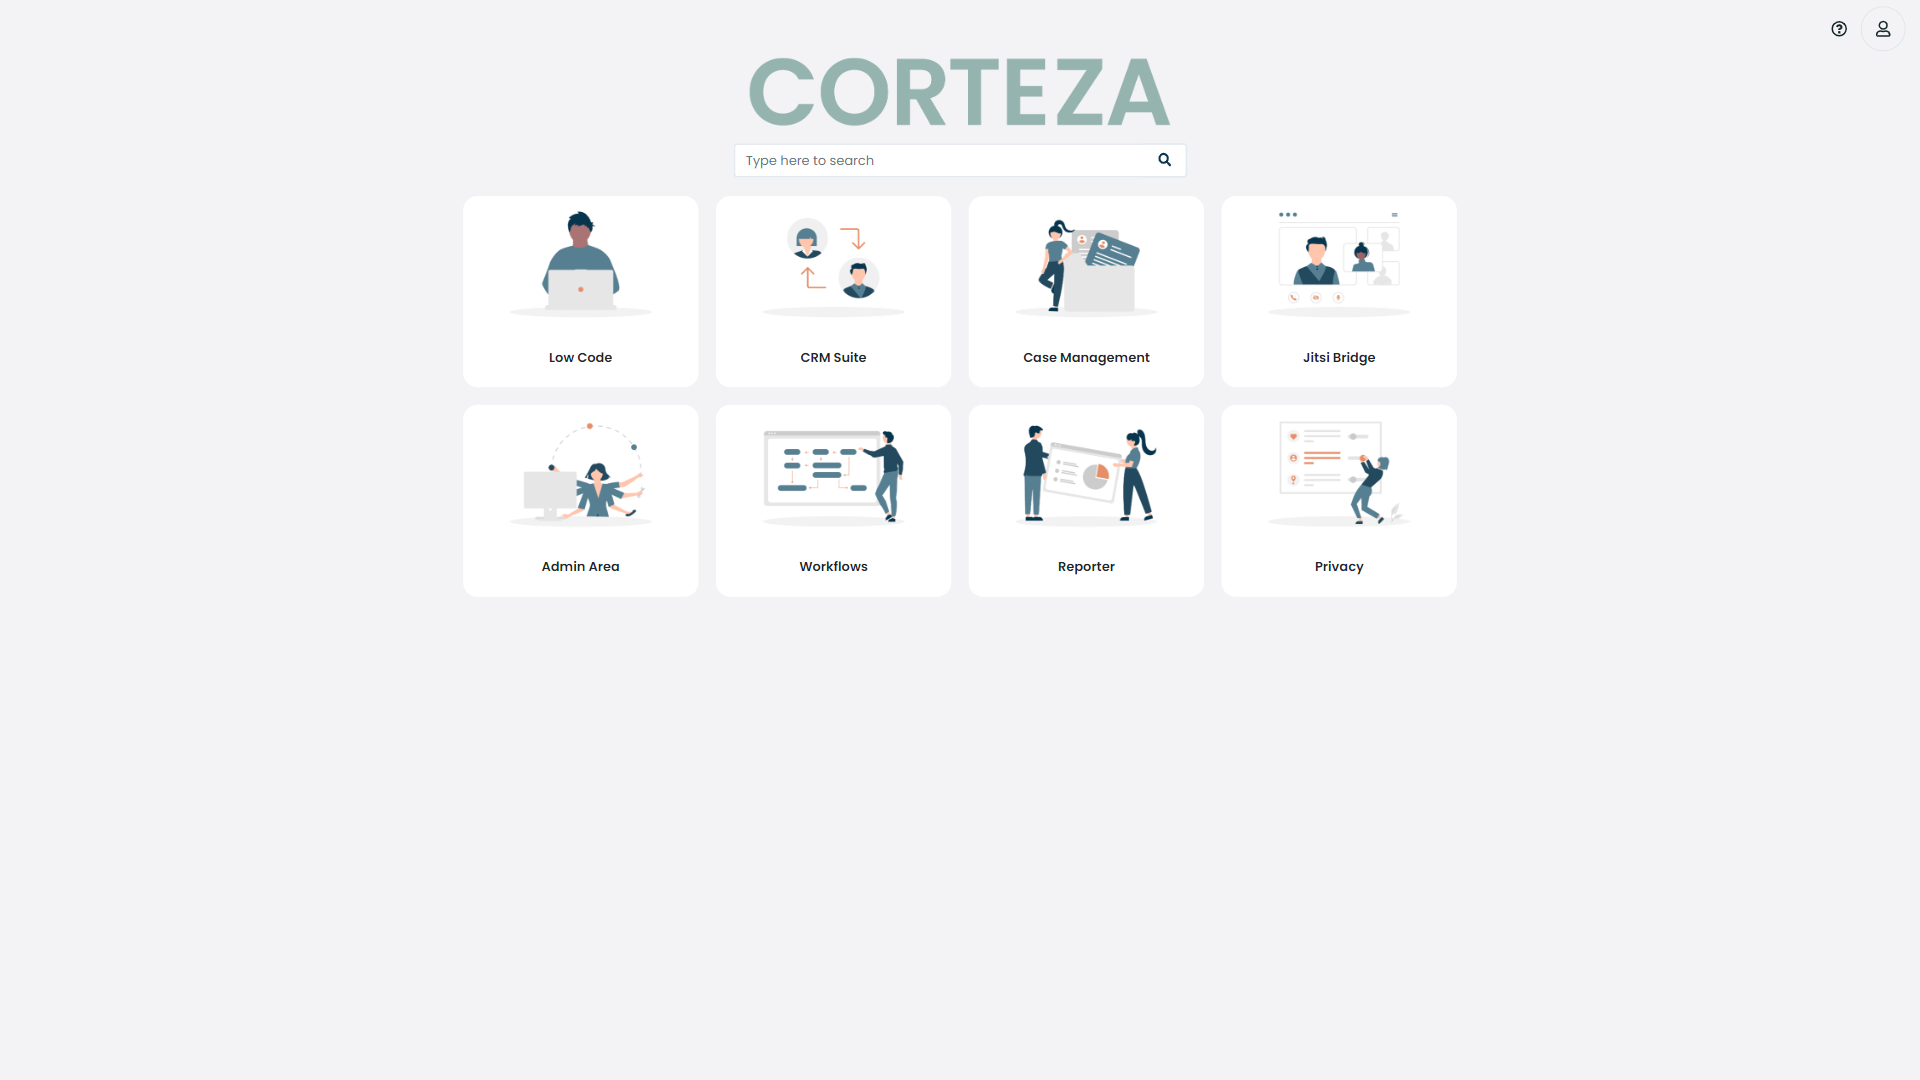 CORTEZA
Type here to search
Low Code
CRM Suite
Case Management
Jitsi Bridge
Admin Area
Workflows
Reporter
Privacy